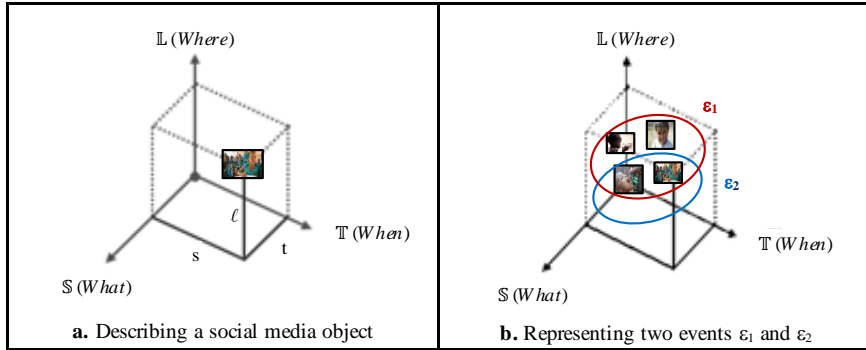 𝕃 (Where)
ℓ
𝕋 (When)
s
t
𝕊 (What)
a. Describing a social media object
𝕃 (Where)
ε₁
ε₂
𝕋 (When)
𝕊 (What)
b. Representing two events ε₁ and ε₂